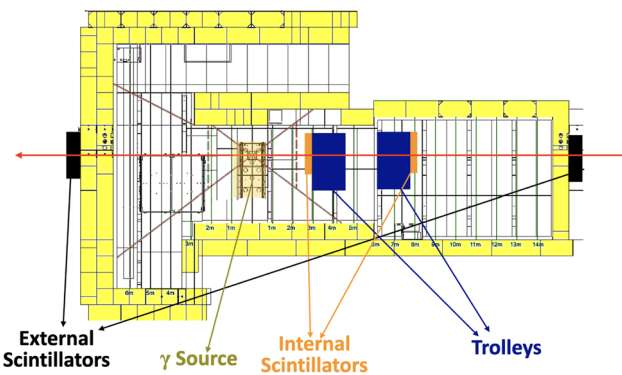 2m 1m 1m 2m 3m 4m 5m
3m 6m 7m 8m 9m 10m 11m 12m 13m 14m
6m 5m 4m
External
Scintillators
γ Source
Internal
Scintillators
Trolleys